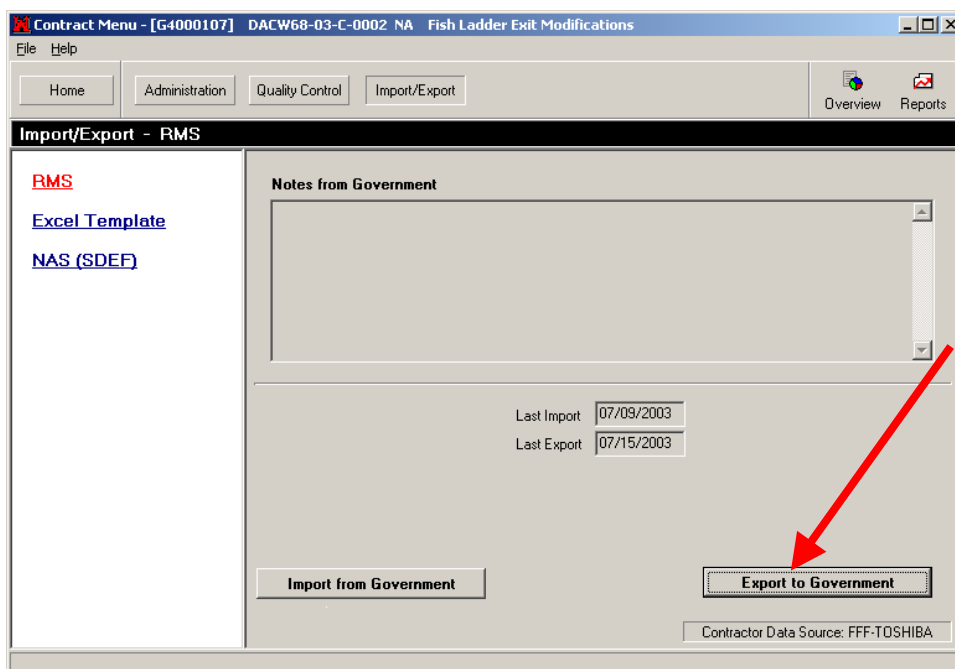 Contract Menu - [G4000107] DACW68-03-C-0002 NA Fish Ladder Exit Modifications
File Help
Home Administration Quality Control Import/Export Overview Reports
Import/Export - RMS
RMS
Excel Template
NAS (SDEF)
Notes from Government
Last Import 07/09/2003
Last Export 07/15/2003
Import from Government Export to Government
Contractor Data Source: FFF-TOSHIBA